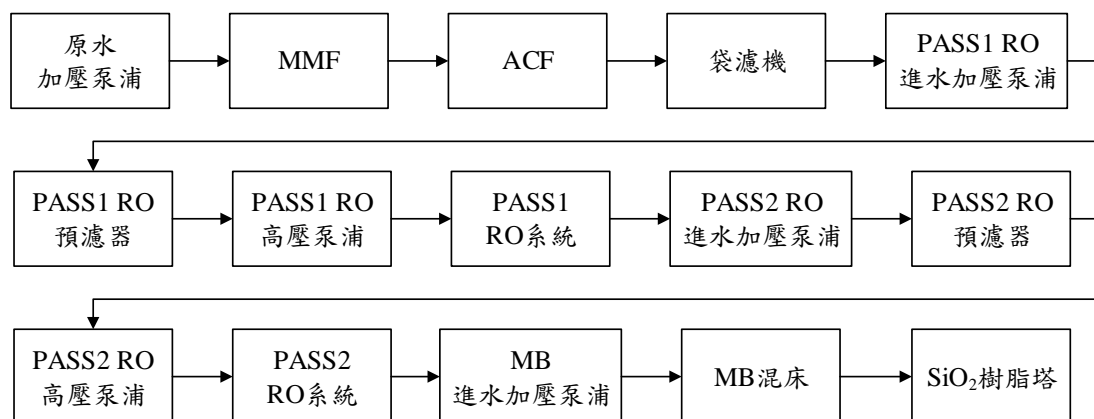 原水
加壓泵浦
MMF
ACF
袋濾機
PASS1 RO
進水加壓泵浦
PASS1 RO
預濾器
PASS1 RO
高壓泵浦
PASS1
RO系統
PASS2 RO
進水加壓泵浦
PASS2 RO
預濾器
PASS2 RO
高壓泵浦
PASS2
RO系統
MB
進水加壓泵浦
MB混床
SiO₂樹脂塔